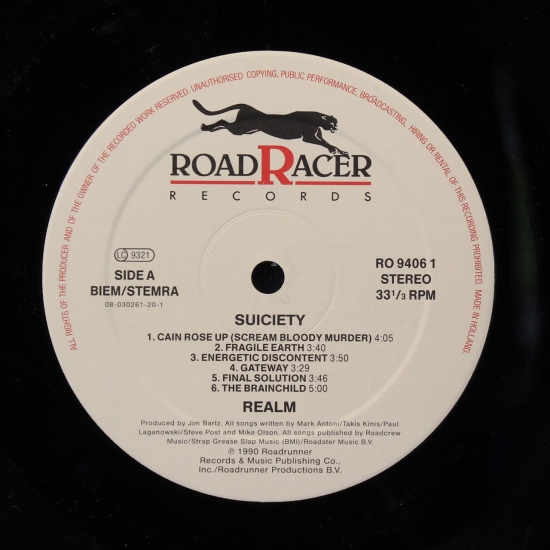 ALL RIGHTS OF THE PRODUCER AND OF THE OWNER OF THE RECORDED WORK RESERVED. UNAUTHORISED COPYING, PUBLIC PERFORMANCE, BROADCASTING, HIRING OR RENTAL OF THIS RECORDING PROHIBITED. MADE IN HOLLAND.
ROADRACER
RECORDS
LC 9321
SIDE A
BIEM/STEMRA
08-030261-20-1
RO 9406 1
STEREO
33 1/3 RPM
SUICIETY
1. CAIN ROSE UP (SCREAM BLOODY MURDER) 4:05
2. FRAGILE EARTH 3:40
3. ENERGETIC DISCONTENT 3:50
4. GATEWAY 3:29
5. FINAL SOLUTION 3:46
6. THE BRAINCHILD 5:00
REALM
Produced by Jim Bartz. All songs written by Mark Antoni/Takis Kinis/Paul
Laganowski/Steve Post and Mike Olson. All songs published by Roadcrew
Music/Strap Grease Slap Music (BMI)/Roadster Music B.V.
℗ 1990 Roadrunner
Records & Music Publishing Co.,
Inc./Roadrunner Productions B.V.